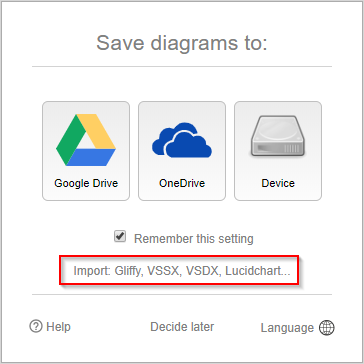 Save diagrams to:
Google Drive
OneDrive
Device
Remember this setting
Import: Gliffy, VSSX, VSDX, Lucidchart...
Help
Decide later
Language